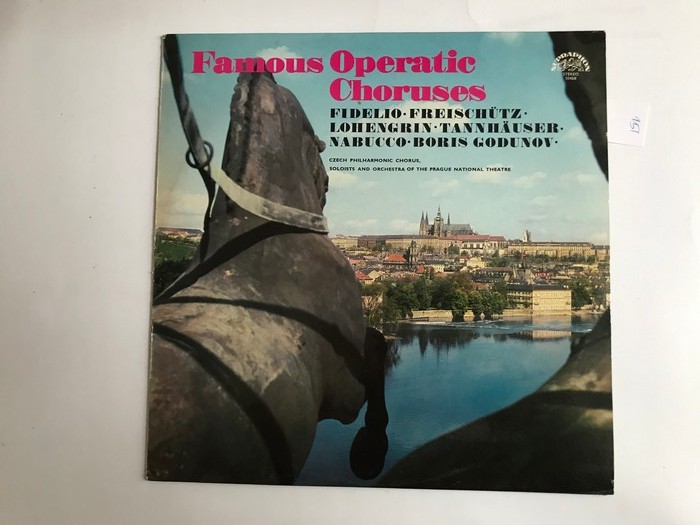 Famous Operatic
Choruses
FIDELIO·FREISCHÜTZ·
LOHENGRIN·TANNHÄUSER·
NABUCCO·BORIS GODUNOV·
CZECH PHILHARMONIC CHORUS,
SOLOISTS AND ORCHESTRA OF THE PRAGUE NATIONAL THEATRE
SUPRAPHON
STEREO
151